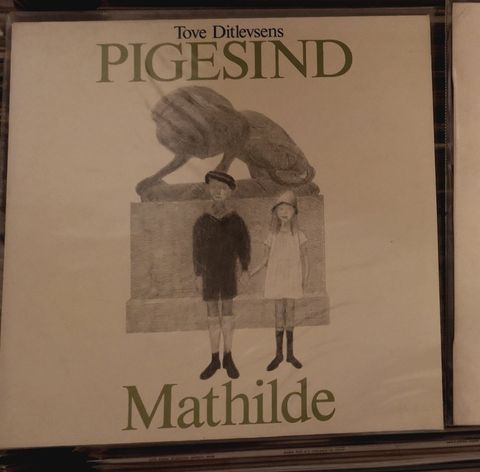 Tove Ditlevsens
PIGESIND
Mathilde